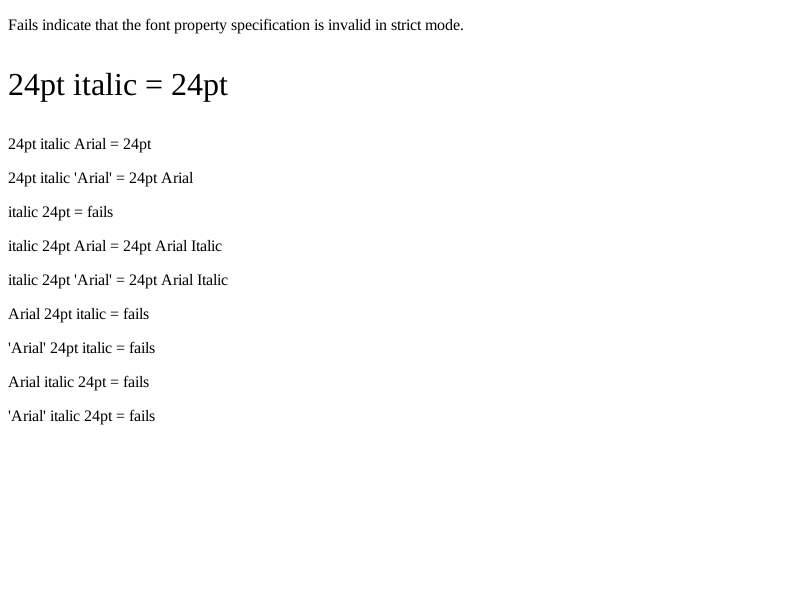 Fails indicate that the font property specification is invalid in strict mode.
24pt italic = 24pt
24pt italic Arial = 24pt
24pt italic 'Arial' = 24pt Arial
italic 24pt = fails
italic 24pt Arial = 24pt Arial Italic
italic 24pt 'Arial' = 24pt Arial Italic
Arial 24pt italic = fails
'Arial' 24pt italic = fails
Arial italic 24pt = fails
'Arial' italic 24pt = fails